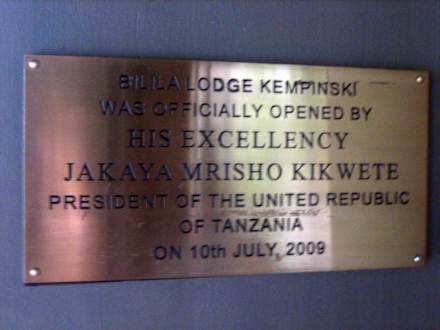 BILILA LODGE KEMPINSKI
WAS OFFICIALLY OPENED BY
HIS EXCELLENCY
JAKAYA MRISHO KIKWETE
PRESIDENT OF THE UNITED REPUBLIC
OF TANZANIA
ON 10th JULY, 2009